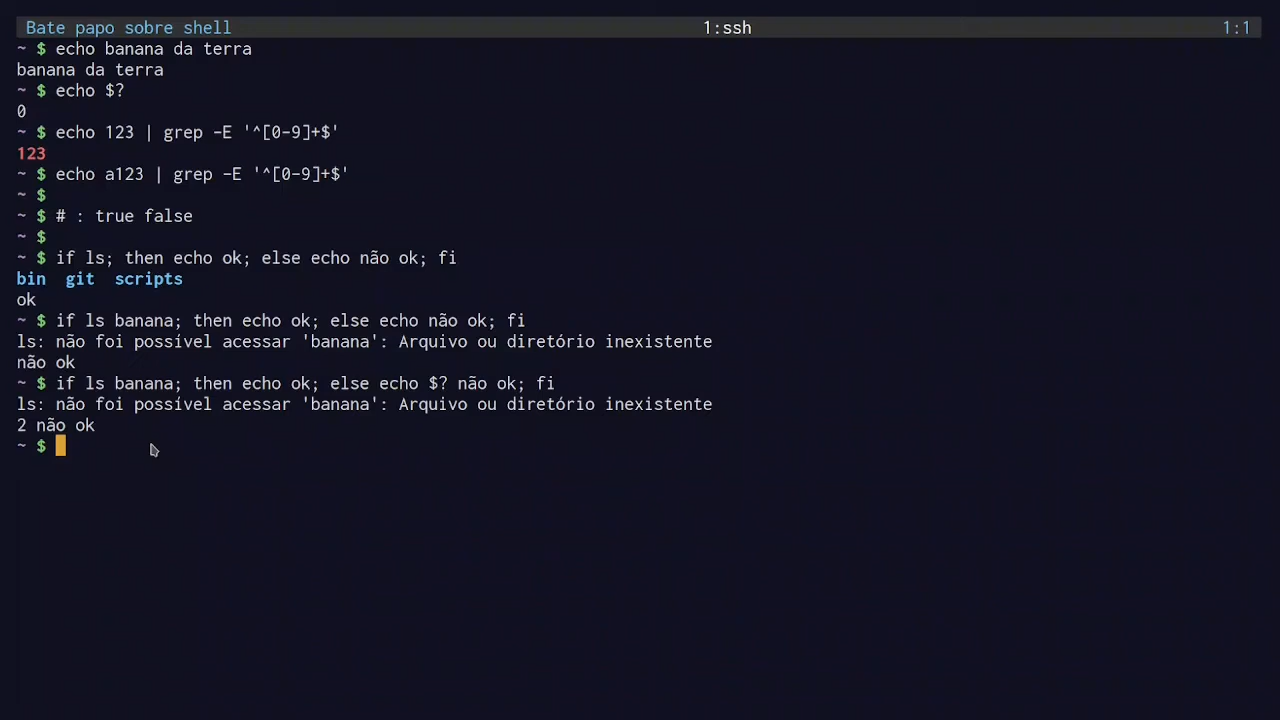 Bate papo sobre shell 1:ssh 1:1
~ $ echo banana da terra
banana da terra
~ $ echo $?
0
~ $ echo 123 | grep -E '^[0-9]+$'
123
~ $ echo a123 | grep -E '^[0-9]+$'
~ $
~ $ # : true false
~ $
~ $ if ls; then echo ok; else echo não ok; fi
bin  git  scripts
ok
~ $ if ls banana; then echo ok; else echo não ok; fi
ls: não foi possível acessar 'banana': Arquivo ou diretório inexistente
não ok
~ $ if ls banana; then echo ok; else echo $? não ok; fi
ls: não foi possível acessar 'banana': Arquivo ou diretório inexistente
2 não ok
~ $